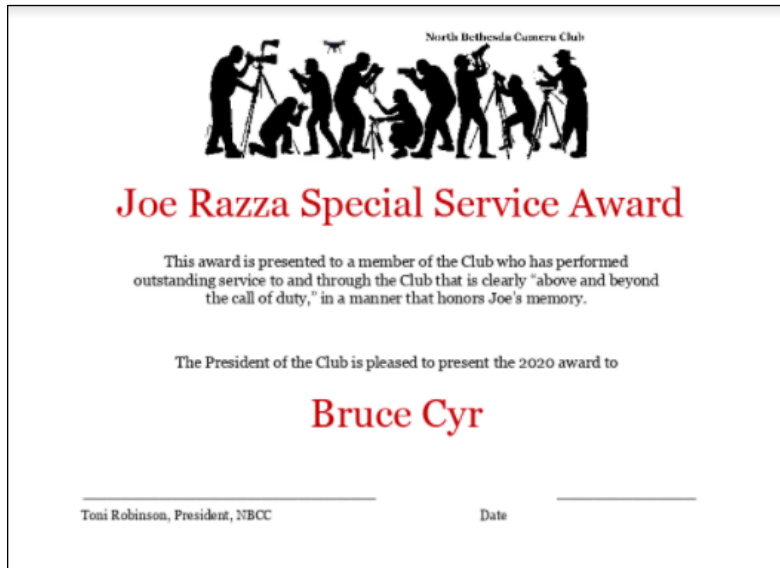 North Bethesda Camera Club
Joe Razza Special Service Award
This award is presented to a member of the Club who has performed
outstanding service to and through the Club that is clearly “above and beyond
the call of duty,” in a manner that honors Joe’s memory.
The President of the Club is pleased to present the 2020 award to
Bruce Cyr
Toni Robinson, President, NBCC Date